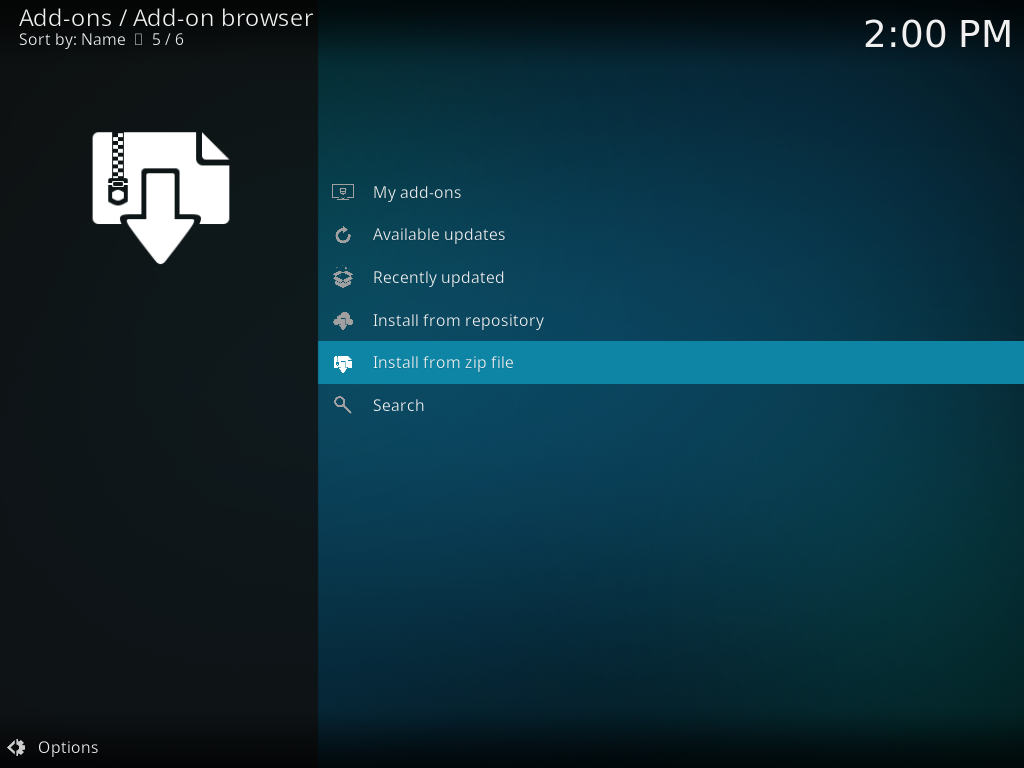 Add-ons / Add-on browser
Sort by: Name 5 / 6
2:00 PM
My add-ons
Available updates
Recently updated
Install from repository
Install from zip file
Search
Options